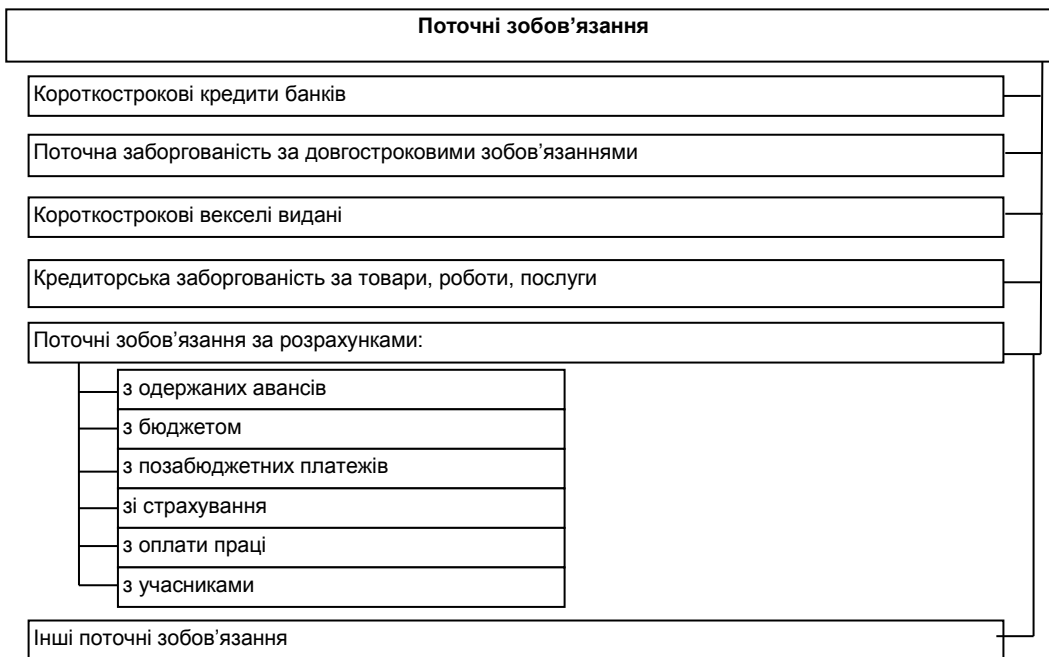 Поточні зобов’язання
Короткострокові кредити банків
Поточна заборгованість за довгостроковими зобов’язаннями
Короткострокові векселі видані
Кредиторська заборгованість за товари, роботи, послуги
Поточні зобов’язання за розрахунками:
з одержаних авансів
з бюджетом
з позабюджетних платежів
зі страхування
з оплати праці
з учасниками
Інші поточні зобов’язання